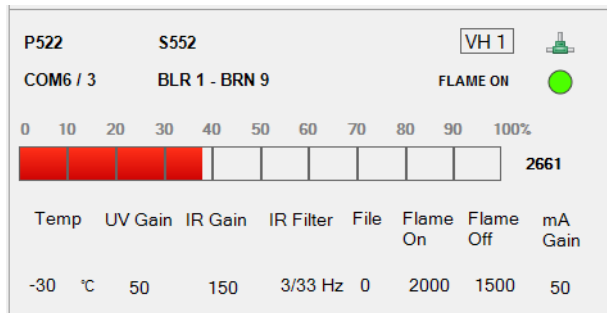 P522 S552 VH 1
COM6 / 3 BLR 1 - BRN 9 FLAME ON
0 10 20 30 40 50 60 70 80 90 100%
2661
Temp UV Gain IR Gain IR Filter File Flame On Flame Off mA Gain
-30 °C 50 150 3/33 Hz 0 2000 1500 50